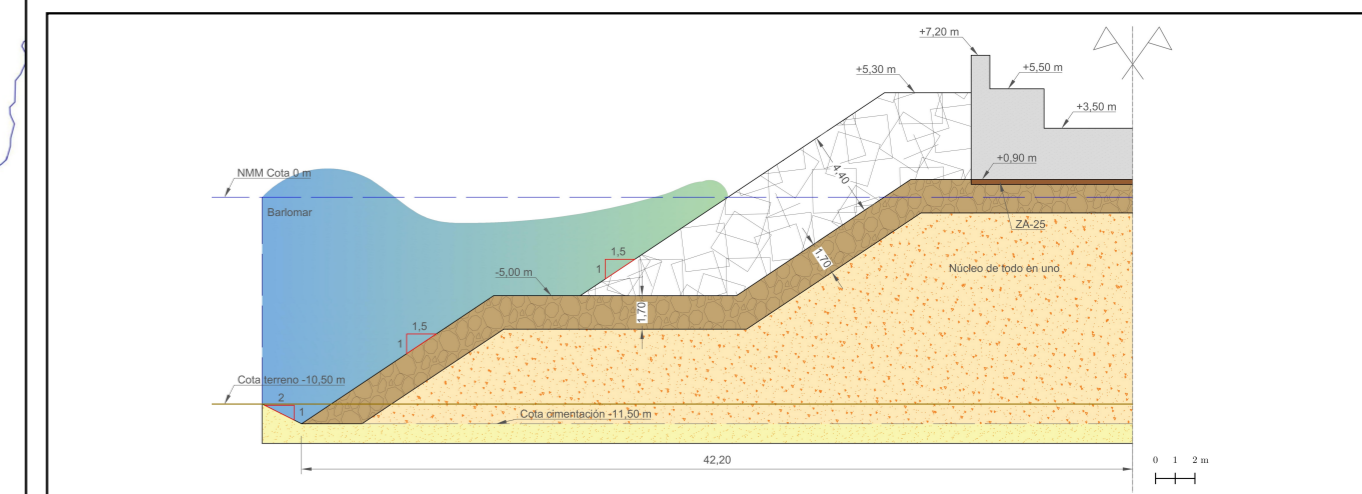 +7,20 m
+5,30 m
+5,50 m
+3,50 m
+0,90 m
4,40
NMM Cota 0 m
Barlomar
ZA-25
1,5
1
-5,00 m
1,70
Núcleo de todo en uno
1,70
1,5
1
Cota terreno -10,50 m
2
1
Cota cimentación -11,50 m
42,20
0 1 2 m